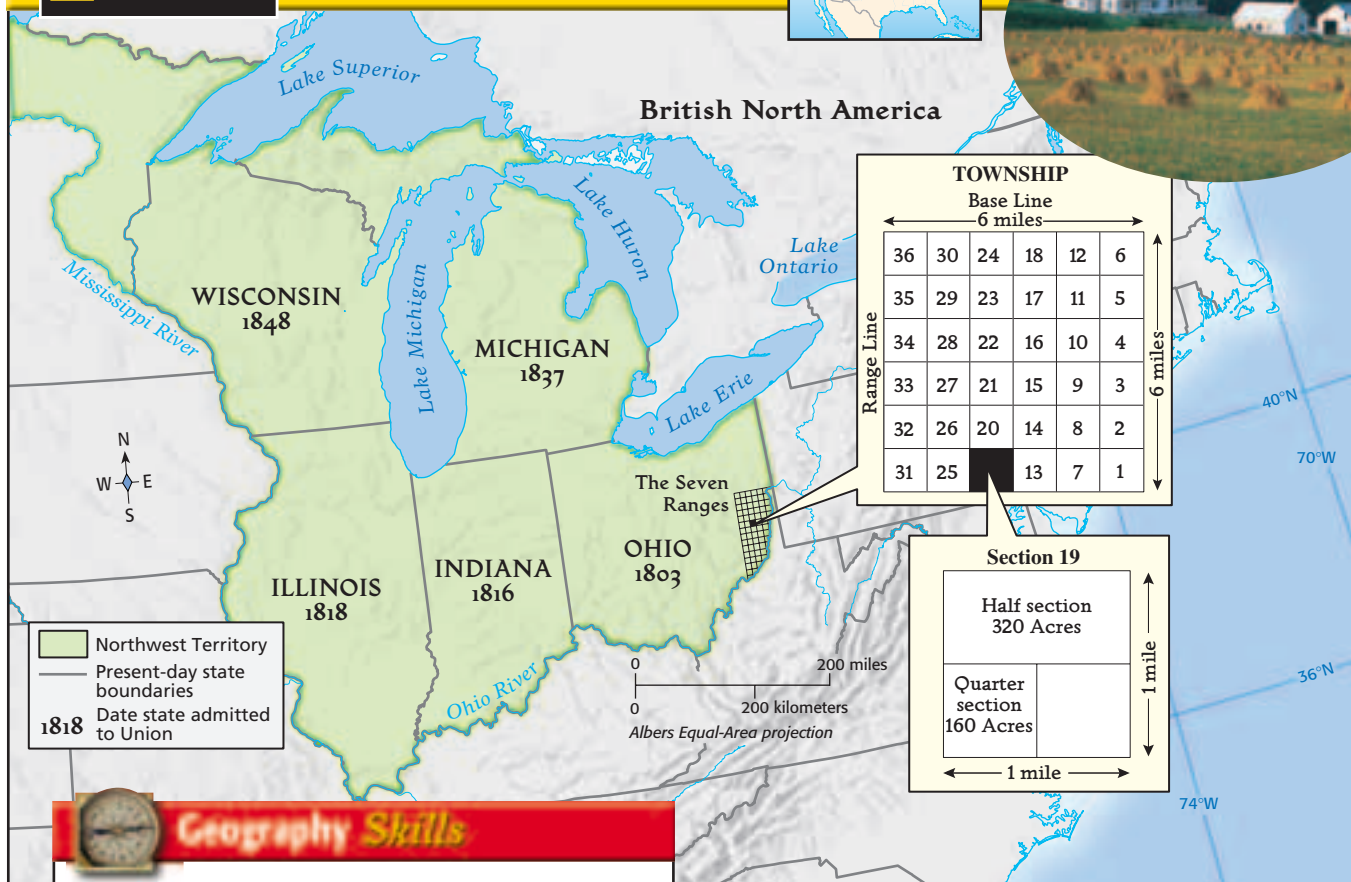 Lake Superior
British North America
Lake Huron
Lake
Ontario
Mississippi River
WISCONSIN
1848
Lake Michigan
MICHIGAN
1837
Lake Erie
N
W E
S
The Seven
Ranges
OHIO
1803
INDIANA
1816
ILLINOIS
1818
Ohio River
40°N
70°W
36°N
74°W
TOWNSHIP
Base Line
6 miles
Range Line
6 miles
36 30 24 18 12 6
35 29 23 17 11 5
34 28 22 16 10 4
33 27 21 15 9 3
32 26 20 14 8 2
31 25 13 7 1
Section 19
Half section
320 Acres
Quarter
section
160 Acres
1 mile
1 mile
Northwest Territory
Present-day state
boundaries
1818 Date state admitted
to Union
0 200 miles
0 200 kilometers
Albers Equal-Area projection
Geography Skills